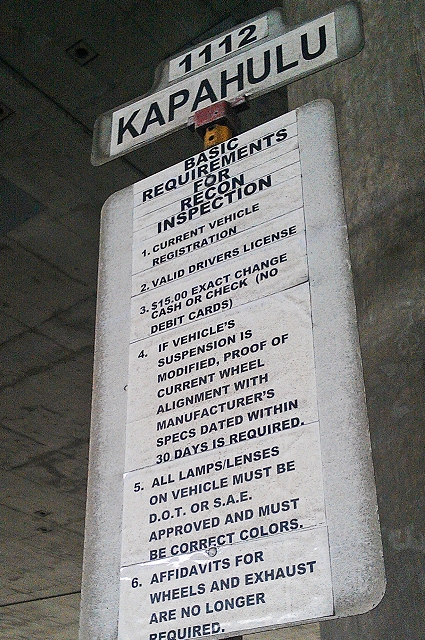 1112
KAPAHULU
BASIC
REQUIREMENTS
FOR
RECON
INSPECTION
1. CURRENT VEHICLE
REGISTRATION
2. VALID DRIVERS LICENSE
3. $15.00 EXACT CHANGE
CASH OR CHECK (NO
DEBIT CARDS)
4. IF VEHICLE'S
SUSPENSION IS
MODIFIED, PROOF OF
CURRENT WHEEL
ALIGNMENT WITH
MANUFACTURER'S
SPECS DATED WITHIN
30 DAYS IS REQUIRED.
5. ALL LAMPS/LENSES
ON VEHICLE MUST BE
D.O.T. OR S.A.E.
APPROVED AND MUST
BE CORRECT COLORS.
6. AFFIDAVITS FOR
WHEELS AND EXHAUST
ARE NO LONGER
REQUIRED.